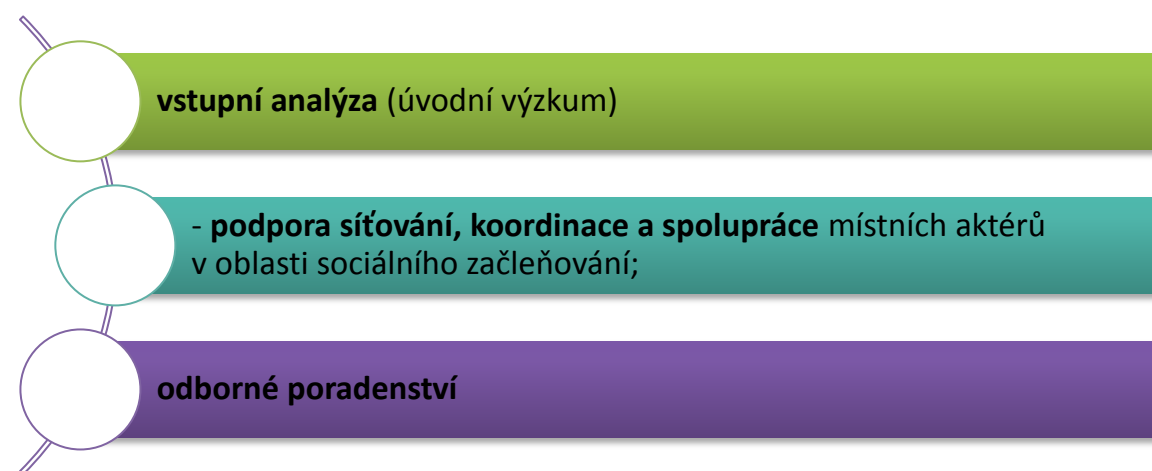 vstupní analýza (úvodní výzkum)
- podpora síťování, koordinace a spolupráce místních aktérů
v oblasti sociálního začleňování;
odborné poradenství